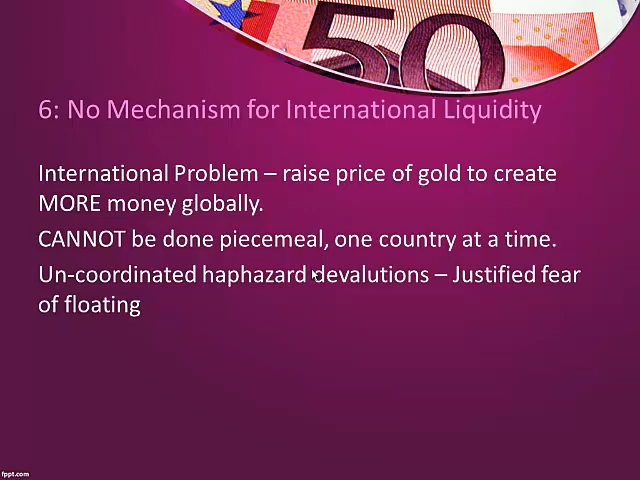 50
6: No Mechanism for International Liquidity
International Problem – raise price of gold to create
MORE money globally.
CANNOT be done piecemeal, one country at a time.
Un-coordinated haphazard devalutions – Justified fear
of floating
fppt.com